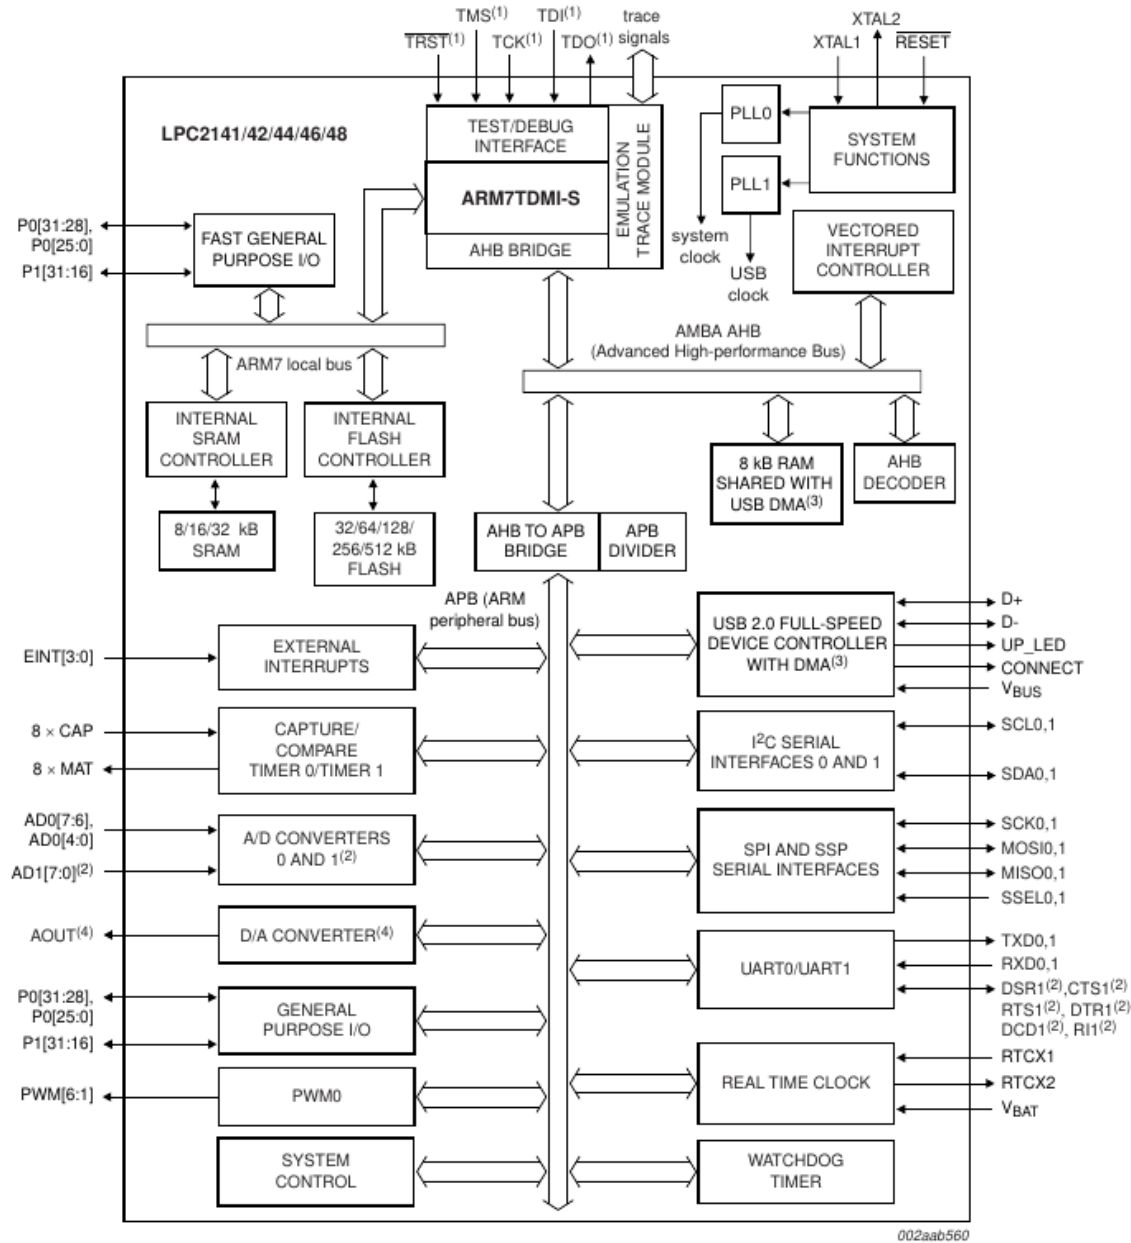 XTAL2
TMS(1)
TDI(1)
trace
signals
TRST(1)
TCK(1)
TDO(1)
XTAL1
RESET
LPC2141/42/44/46/48
TEST/DEBUG
INTERFACE
EMULATION
TRACE MODULE
PLL0
SYSTEM
FUNCTIONS
PLL1
ARM7TDMI-S
AHB BRIDGE
P0[31:28],
P0[25:0]
P1[31:16]
FAST GENERAL
PURPOSE I/O
system
clock
USB
clock
VECTORED
INTERRUPT
CONTROLLER
AMBA AHB
(Advanced High-performance Bus)
ARM7 local bus
INTERNAL
SRAM
CONTROLLER
INTERNAL
FLASH
CONTROLLER
8 kB RAM
SHARED WITH
USB DMA(3)
AHB
DECODER
8/16/32 kB
SRAM
32/64/128/
256/512 kB
FLASH
AHB TO APB
BRIDGE
APB
DIVIDER
APB (ARM
peripheral bus)
EINT[3:0]
EXTERNAL
INTERRUPTS
USB 2.0 FULL-SPEED
DEVICE CONTROLLER
WITH DMA(3)
D+
D-
UP_LED
CONNECT
VBUS
8 × CAP
8 × MAT
CAPTURE/
COMPARE
TIMER 0/TIMER 1
I2C SERIAL
INTERFACES 0 AND 1
SCL0,1
SDA0,1
AD0[7:6],
AD0[4:0]
AD1[7:0](2)
A/D CONVERTERS
0 AND 1(2)
SPI AND SSP
SERIAL INTERFACES
SCK0,1
MOSI0,1
MISO0,1
SSEL0,1
AOUT(4)
D/A CONVERTER(4)
UART0/UART1
TXD0,1
RXD0,1
DSR1(2),CTS1(2)
RTS1(2), DTR1(2)
DCD1(2), RI1(2)
P0[31:28],
P0[25:0]
P1[31:16]
GENERAL
PURPOSE I/O
REAL TIME CLOCK
RTCX1
RTCX2
VBAT
PWM[6:1]
PWM0
SYSTEM
CONTROL
WATCHDOG
TIMER
002aab560